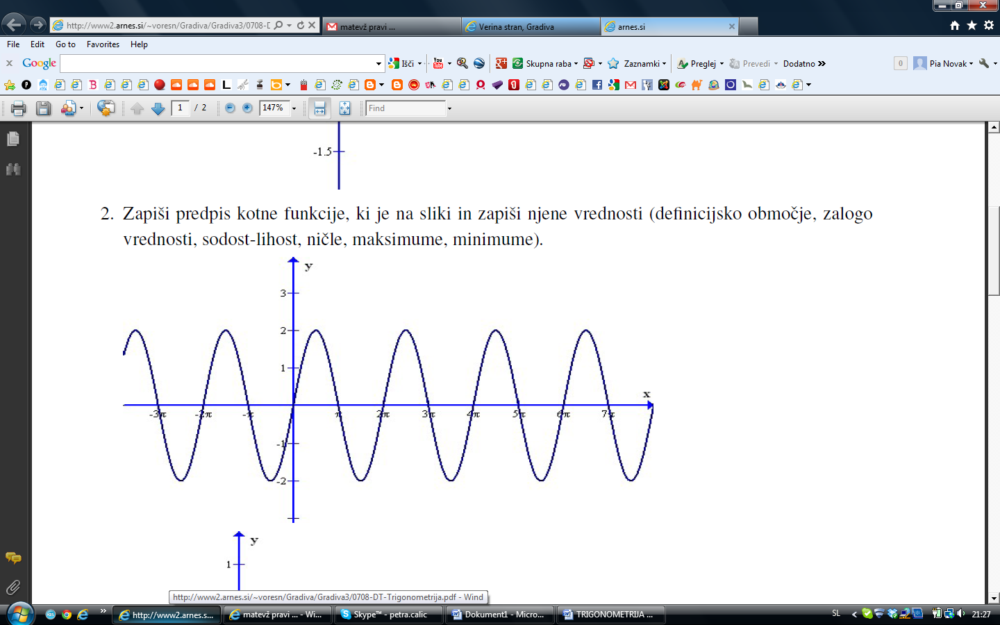 http://www2.arnes.si/~voresn/Gradiva/Gradiva3/0708-D
matevž pravi ...
Verina stran, Gradiva
arnes.si
File Edit Go to Favorites Help
x Google Išči Skupna raba Zaznamki Preglej Prevedi Dodatno » 0 Pia Novak
1 / 2 147% Find
-1.5
2. Zapiši predpis kotne funkcije, ki je na sliki in zapiši njene vrednosti (definicijsko območje, zalogo
vrednosti, sodost-lihost, ničle, maksimume, minimume).
y
3
2
1
x
-3π -2π -π π 2π 3π 4π 5π 6π 7π
-1
-2
y
1
http://www2.arnes.si/~voresn/Gradiva/Gradiva3/0708-DT-Trigonometrija.pdf - Wind
» http://www2.arnes.s... matevž pravi ... - Wi... Skype™ - petra.calic Dokument1 - Micro... TRIGONOMETRIJA ... SL 21:27